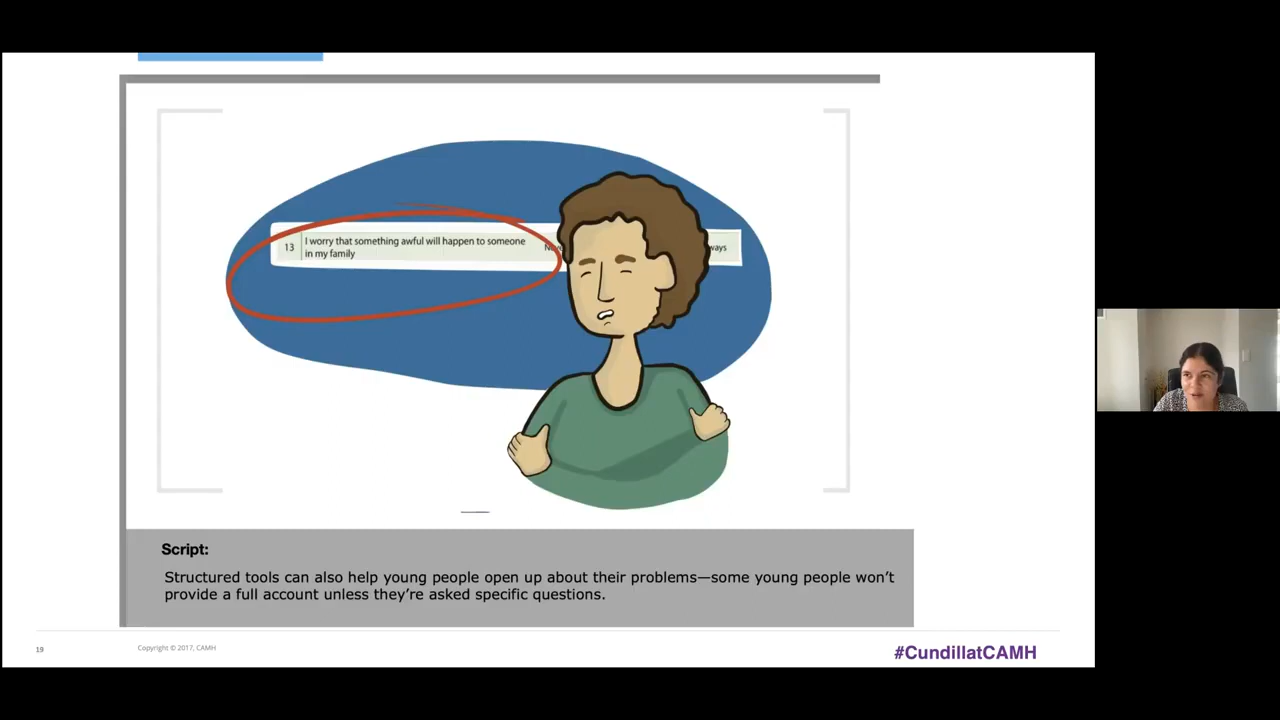 13 I worry that something awful will happen to someone
in my family
Script:
Structured tools can also help young people open up about their problems—some young people won’t
provide a full account unless they’re asked specific questions.
19
Copyright © 2017, CAMH
#CundillatCAMH